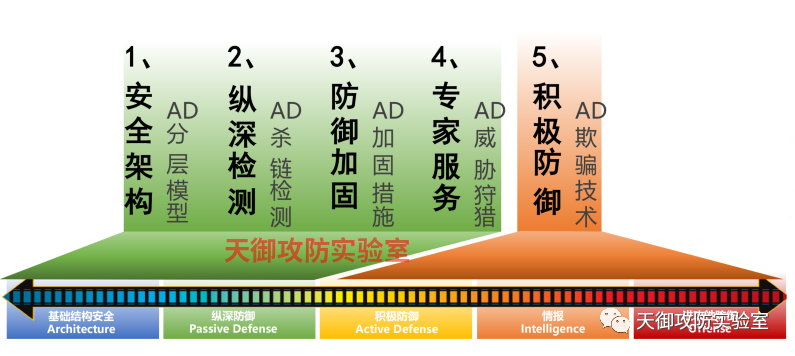 1、安全架构
AD分层模型
2、纵深检测
AD杀链检测
3、防御加固
AD加固措施
4、专家服务
AD威胁狩猎
5、积极防御
AD欺骗技术
天御攻防实验室
基础结构安全
Architecture
纵深防御
Passive Defense
积极防御
Active Defense
情报
Intelligence
Offense
天御攻防实验室